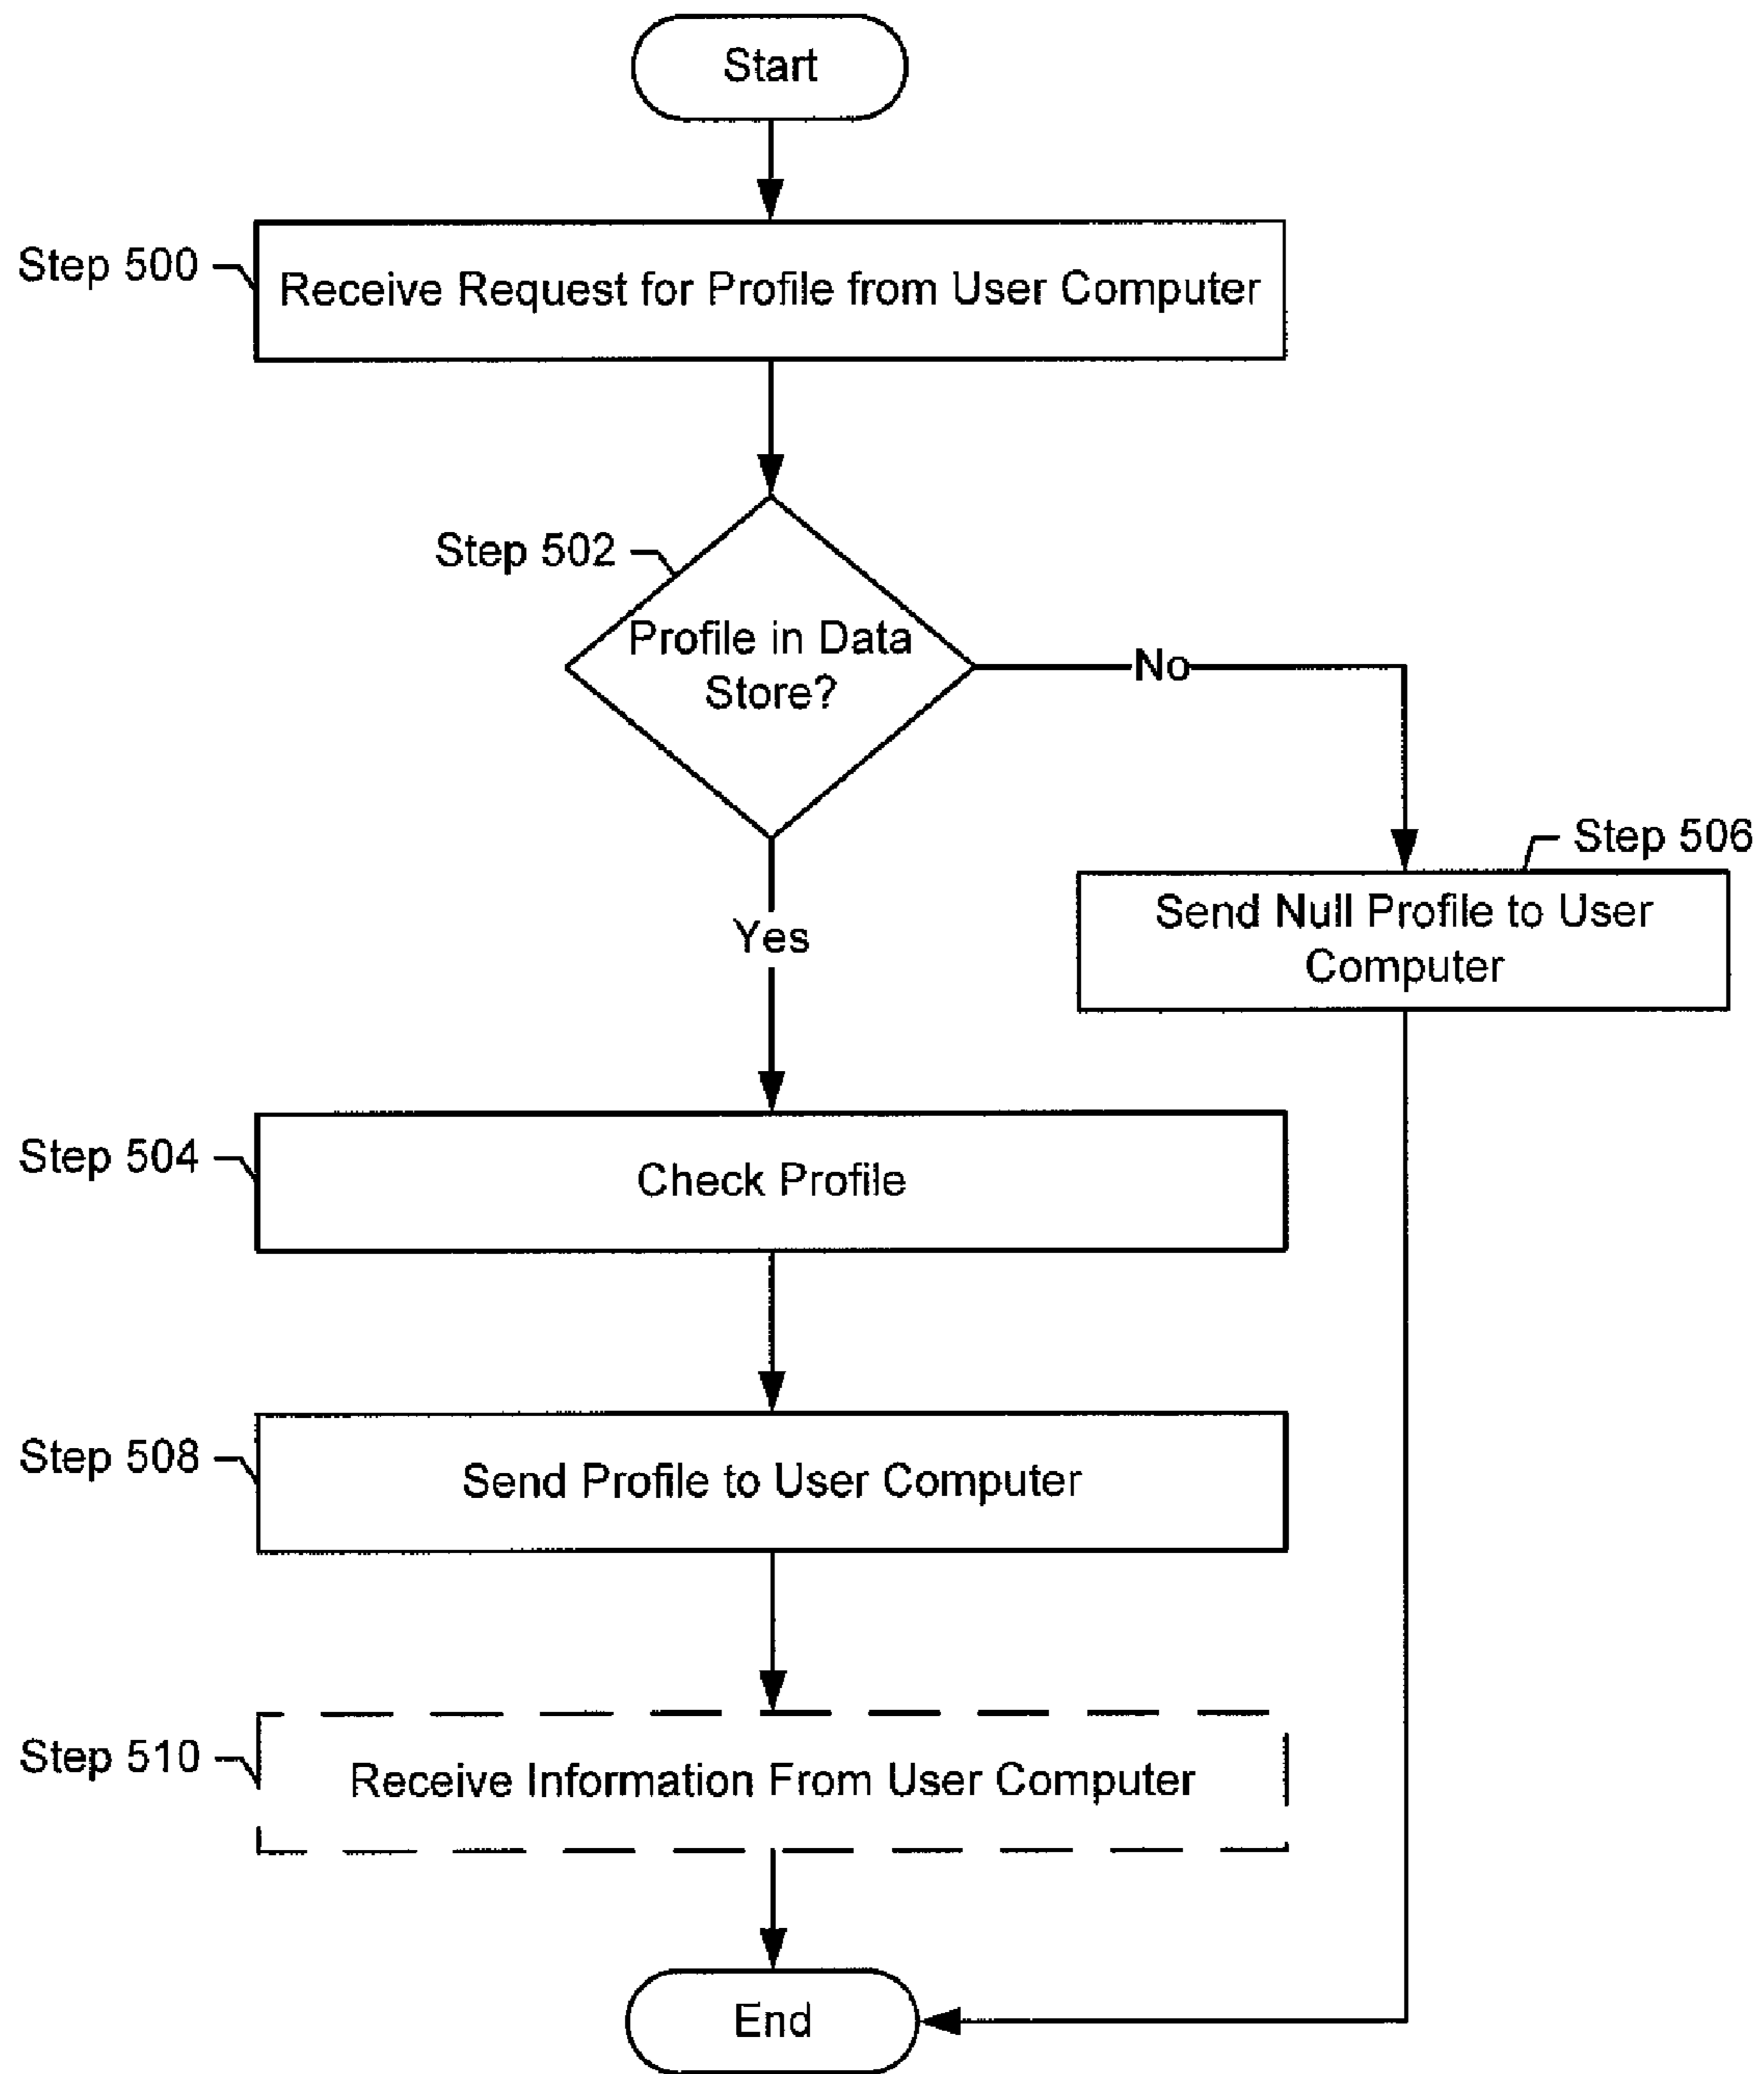 Start
Step 500
Receive Request for Profile from User Computer
Step 502
Profile in Data
Store?
No
Step 506
Send Null Profile to User
Computer
Yes
Step 504
Check Profile
Step 508
Send Profile to User Computer
Step 510
Receive Information From User Computer
End